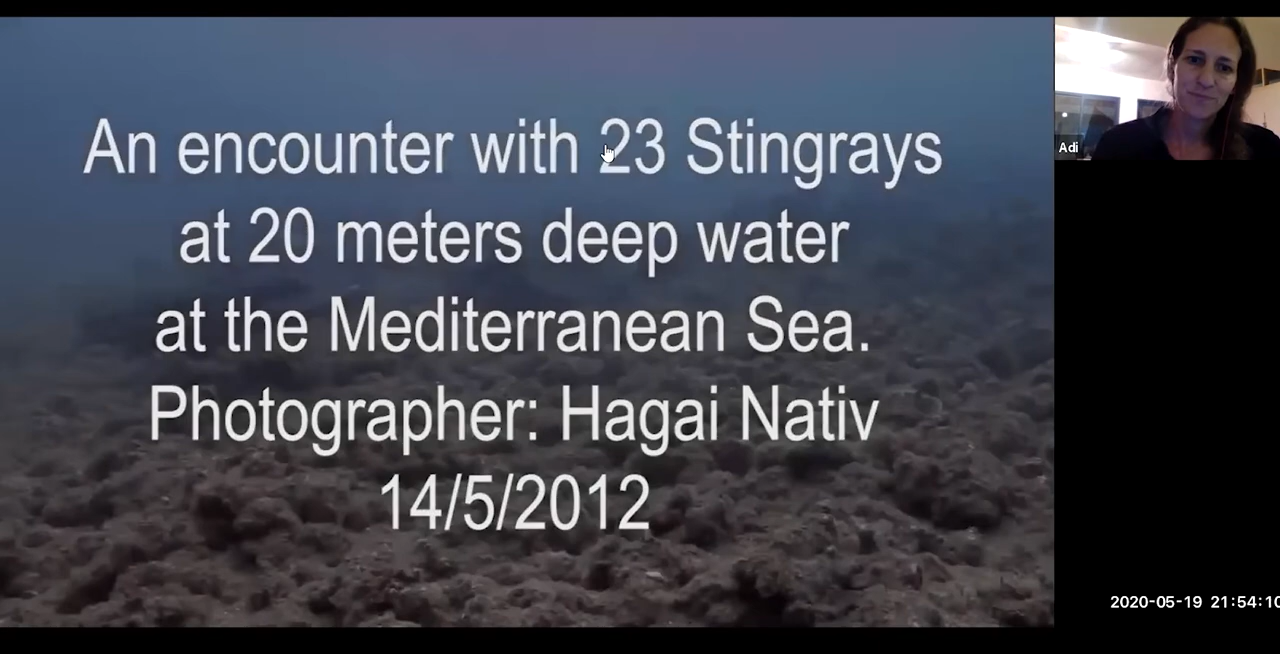 An encounter with 23 Stingrays
at 20 meters deep water
at the Mediterranean Sea.
Photographer: Hagai Nativ
14/5/2012
Adi
2020-05-19 21:54:10